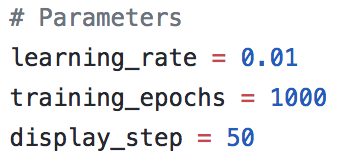 # Parameters
learning_rate = 0.01
training_epochs = 1000
display_step = 50